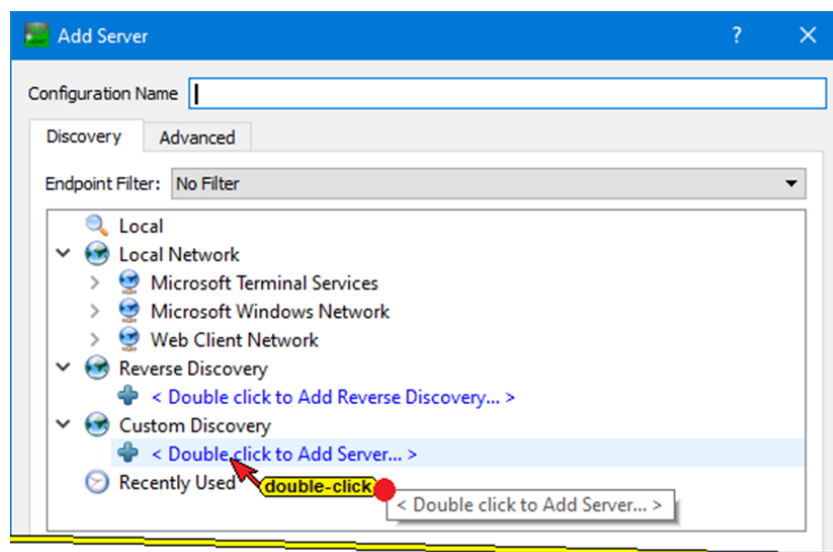 Add Server ?
Configuration Name
Discovery Advanced
Endpoint Filter: No Filter
Local
Local Network
Microsoft Terminal Services
Microsoft Windows Network
Web Client Network
Reverse Discovery
< Double click to Add Reverse Discovery... >
Custom Discovery
< Double click to Add Server... >
Recently Used
double-click
< Double click to Add Server... >